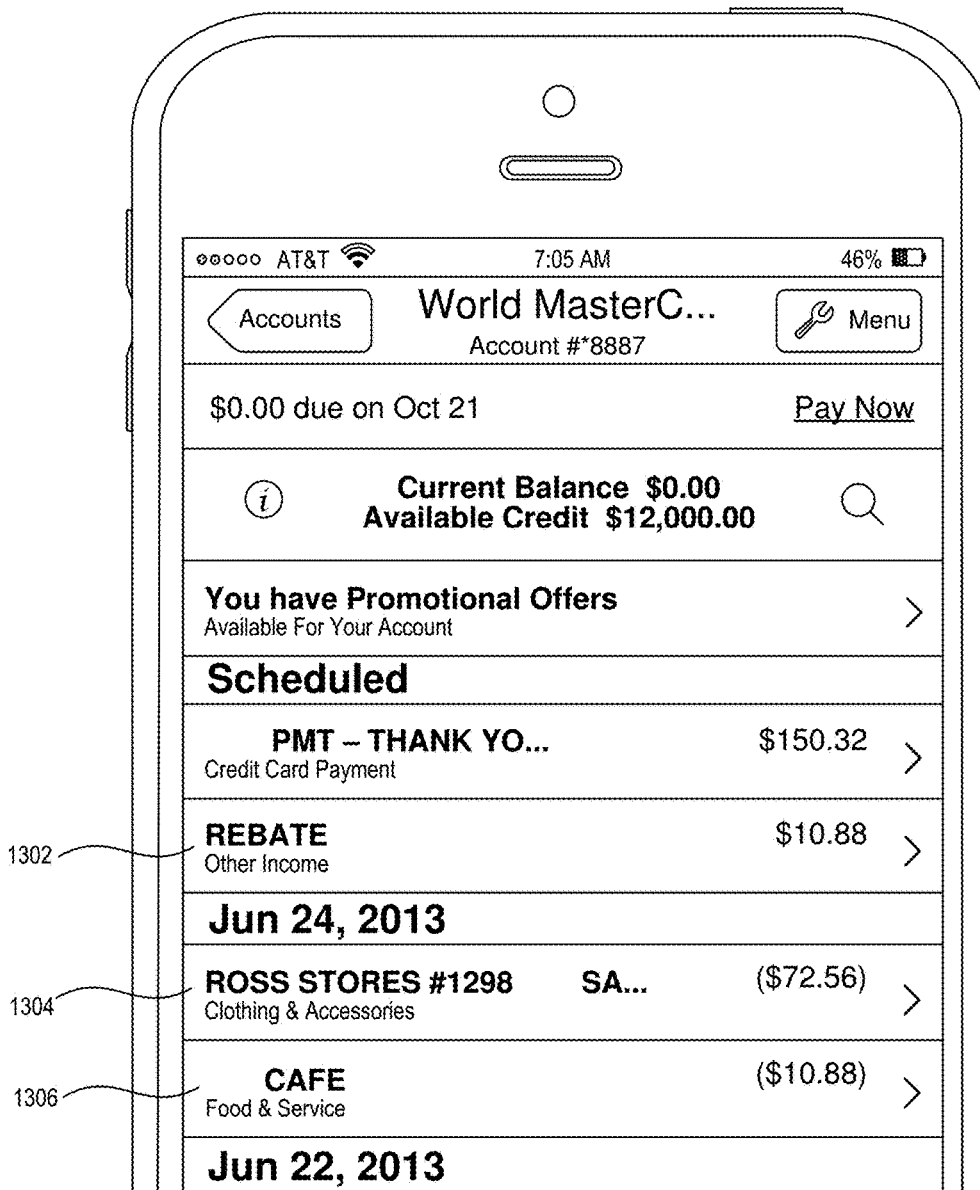 AT&T 7:05 AM 46%
Accounts World MasterC... Menu
Account #*8887
$0.00 due on Oct 21 Pay Now
i Current Balance $0.00
Available Credit $12,000.00
You have Promotional Offers
Available For Your Account
Scheduled
PMT – THANK YO... $150.32
Credit Card Payment
1302 REBATE $10.88
Other Income
Jun 24, 2013
1304 ROSS STORES #1298 SA... ($72.56)
Clothing & Accessories
1306 CAFE ($10.88)
Food & Service
Jun 22, 2013